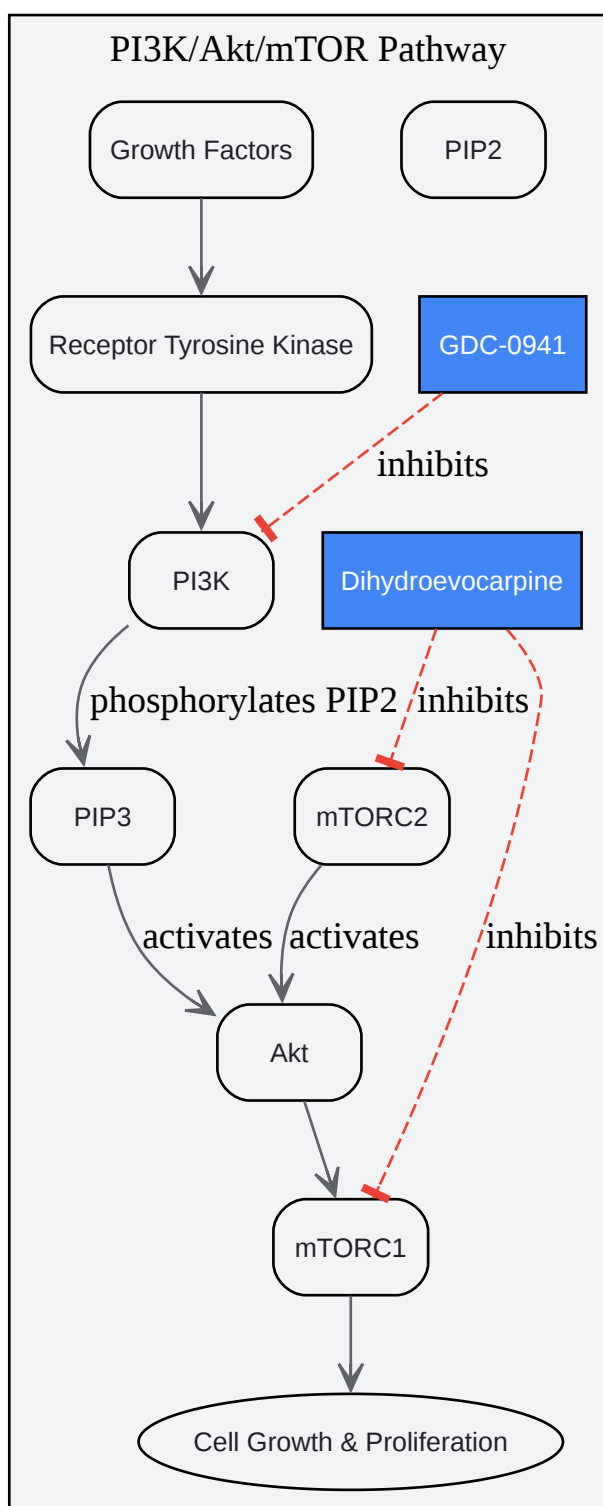 PI3K/Akt/mTOR Pathway
Growth Factors
PIP2
Receptor Tyrosine Kinase
GDC-0941
inhibits
PI3K
Dihydroevocarpine
phosphorylates PIP2
inhibits
PIP3
mTORC2
activates
activates
inhibits
Akt
mTORC1
Cell Growth & Proliferation